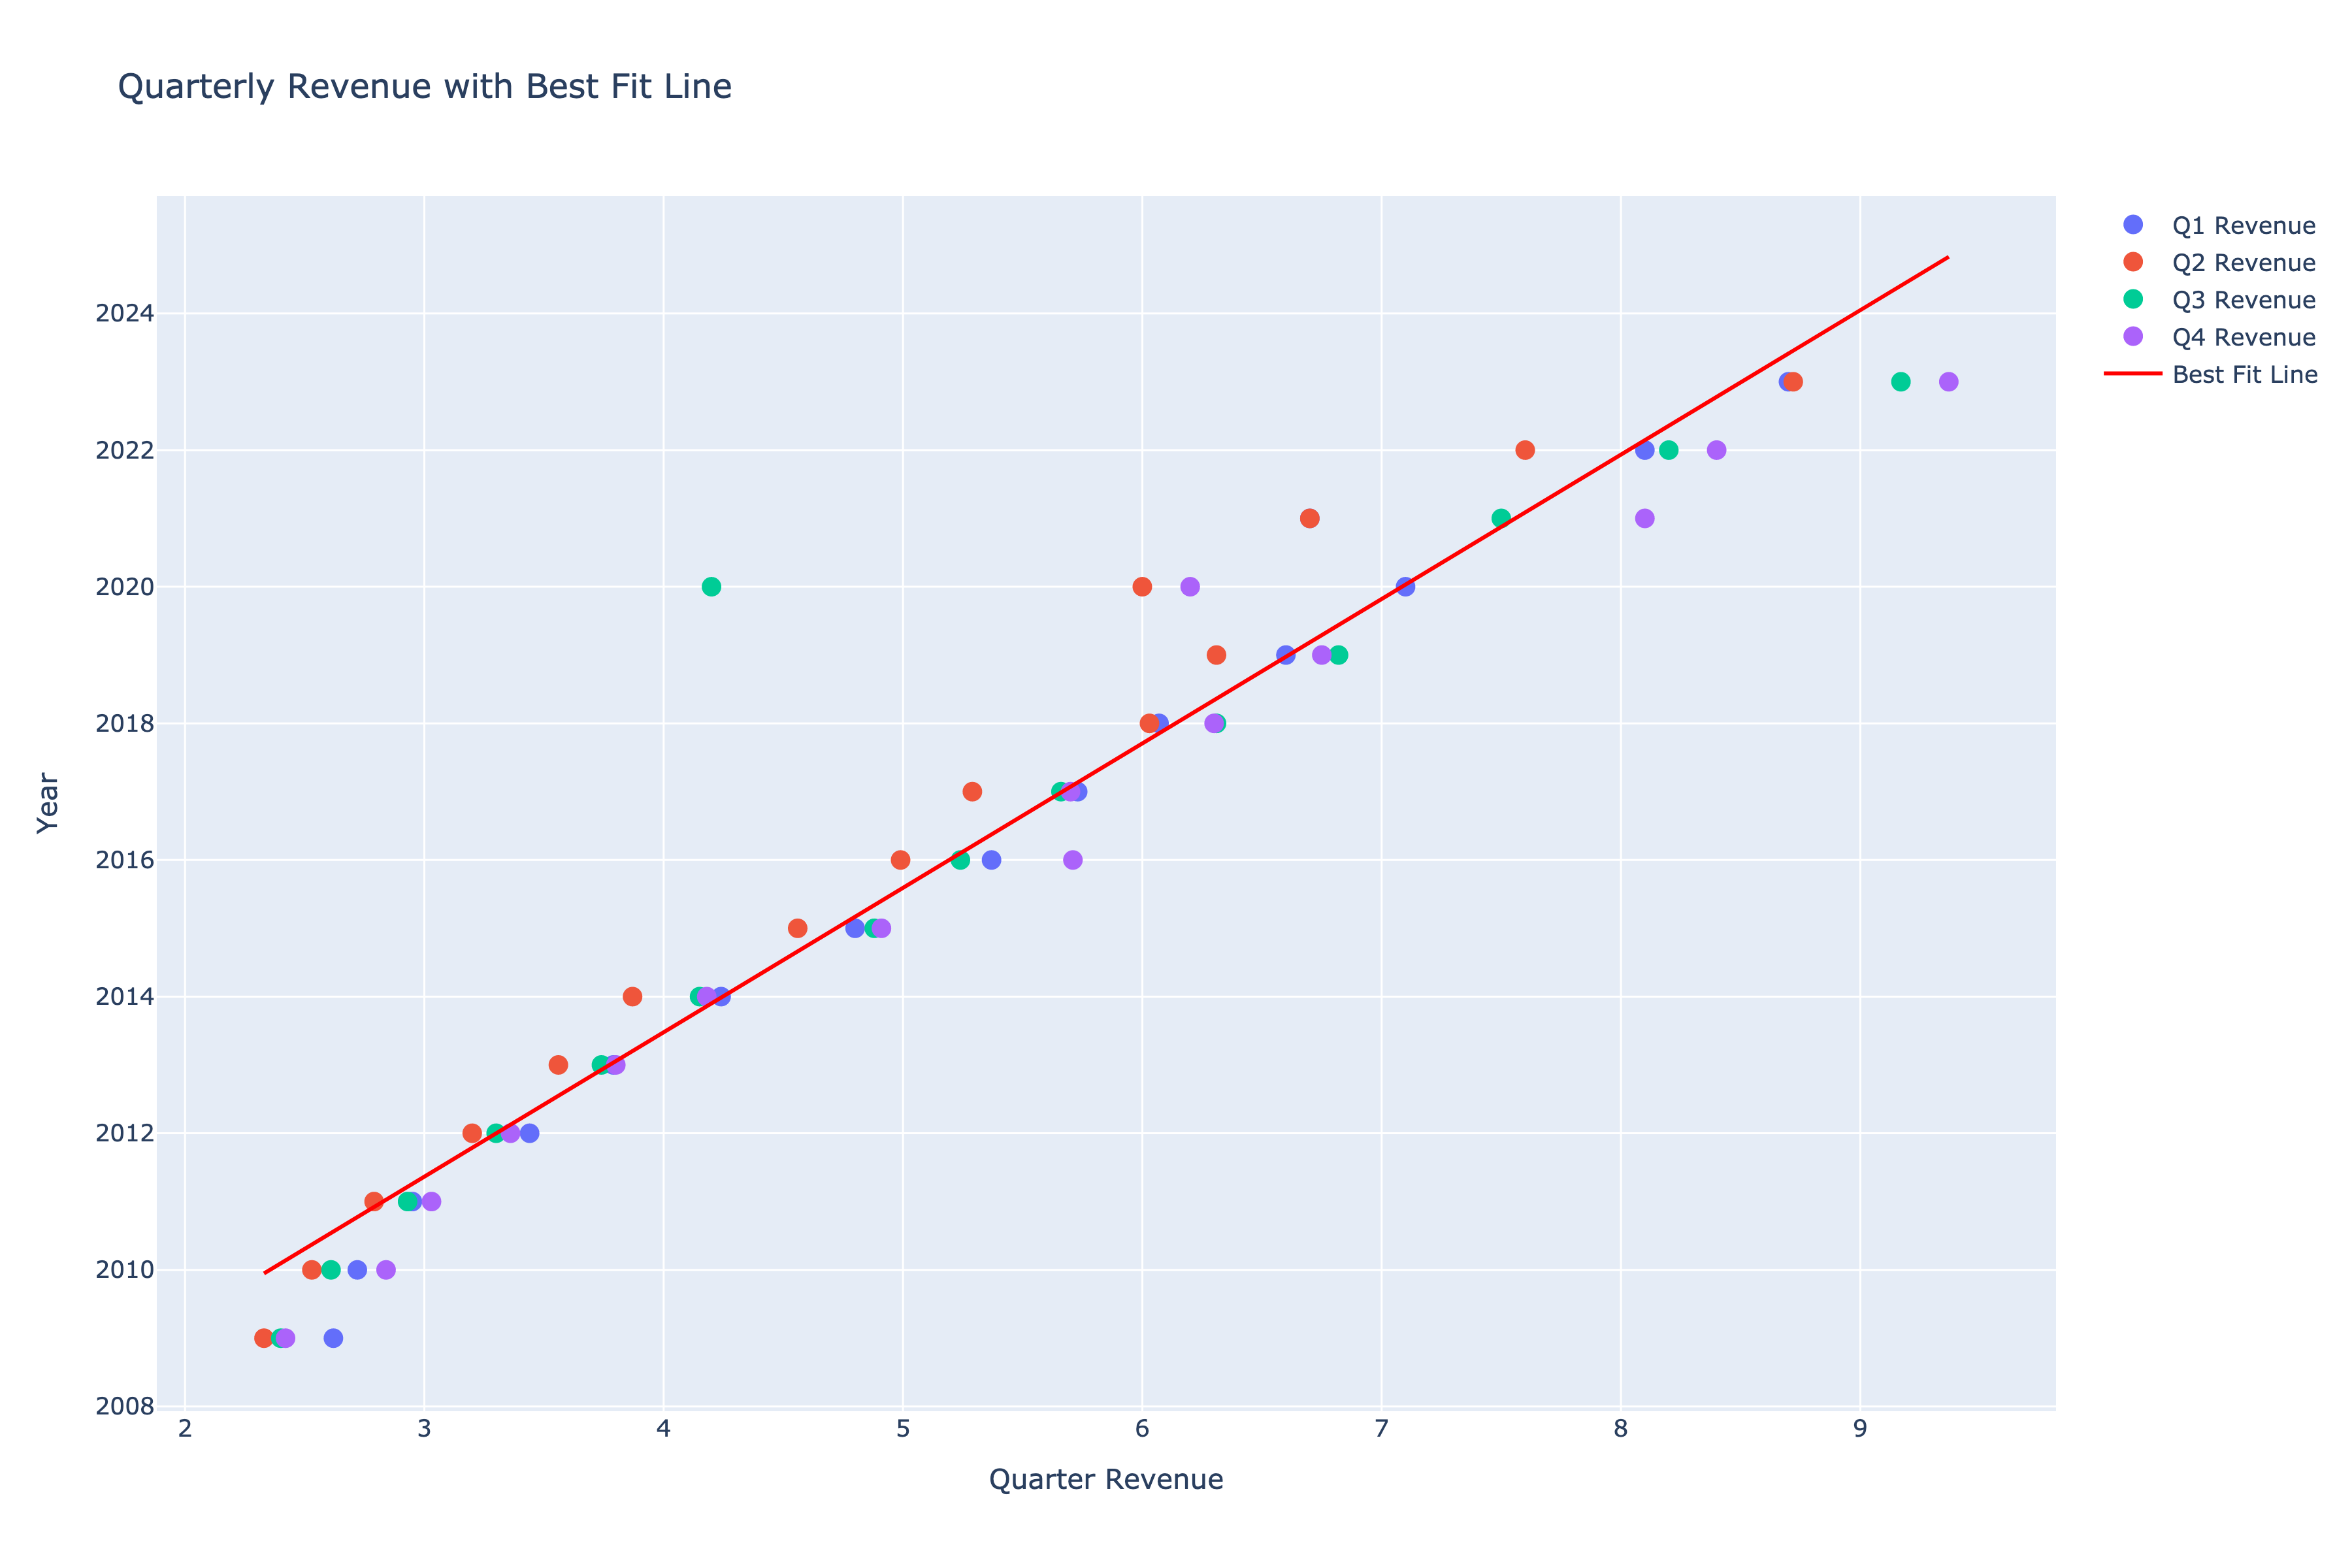 Quarterly Revenue with Best Fit Line
Q1 Revenue
Q2 Revenue
Q3 Revenue
Q4 Revenue
Best Fit Line
2024
2022
2020
2018
2016
2014
2012
2010
2008
Year
2 3 4 5 6 7 8 9
Quarter Revenue